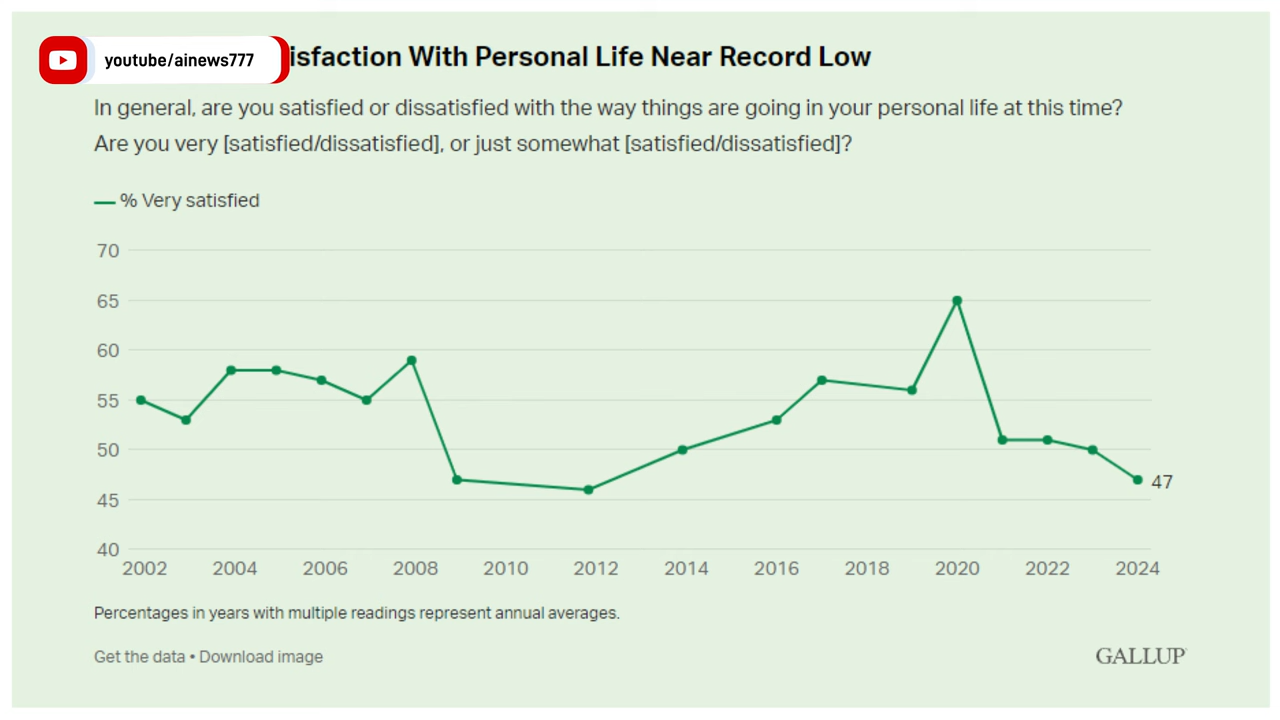 youtube/ainews777
isfaction With Personal Life Near Record Low
In general, are you satisfied or dissatisfied with the way things are going in your personal life at this time?
Are you very [satisfied/dissatisfied], or just somewhat [satisfied/dissatisfied]?
% Very satisfied
70
65
60
55
50
45
40
47
2002 2004 2006 2008 2010 2012 2014 2016 2018 2020 2022 2024
Percentages in years with multiple readings represent annual averages.
Get the data • Download image
GALLUP